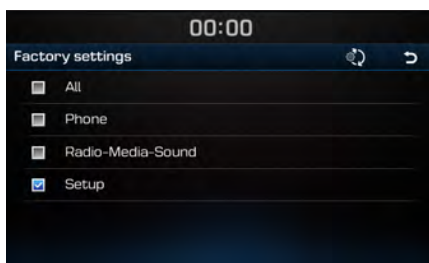 00:00
Factory settings
All
Phone
Radio-Media-Sound
Setup